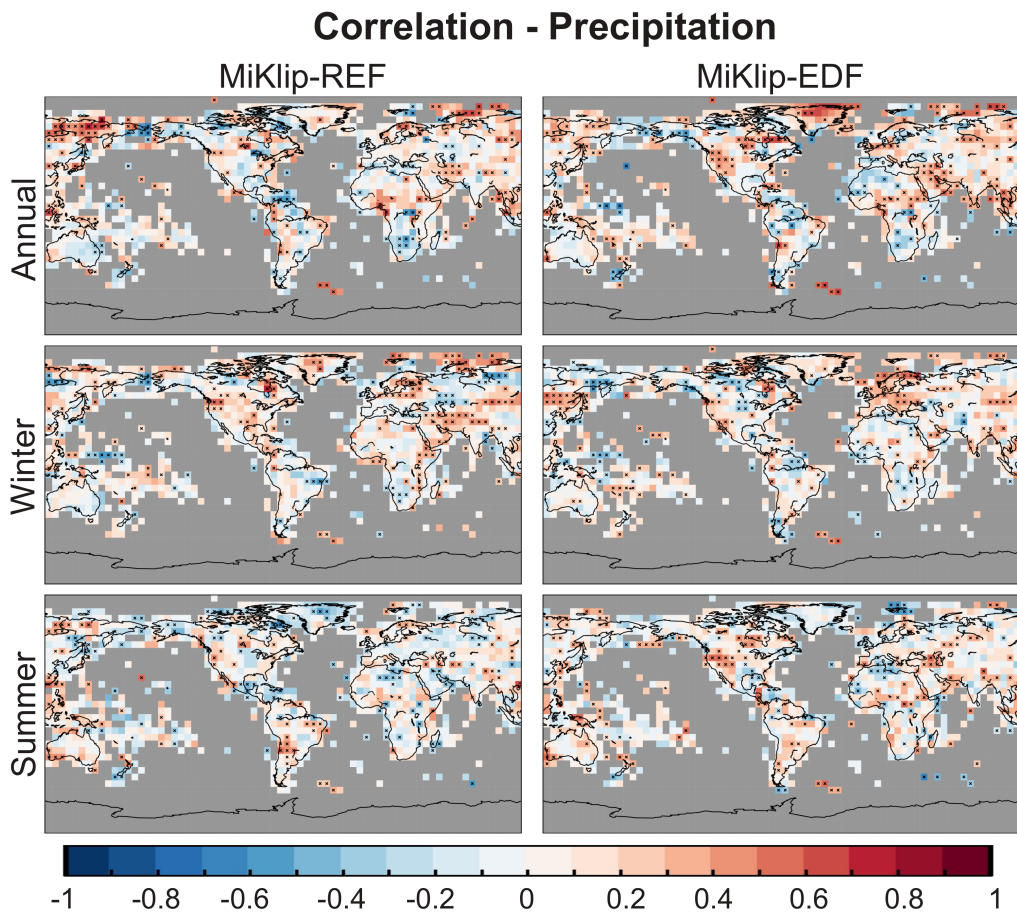 Correlation - Precipitation
MiKlip-REF MiKlip-EDF
Annual
Winter
Summer
-1 -0.8 -0.6 -0.4 -0.2 0 0.2 0.4 0.6 0.8 1